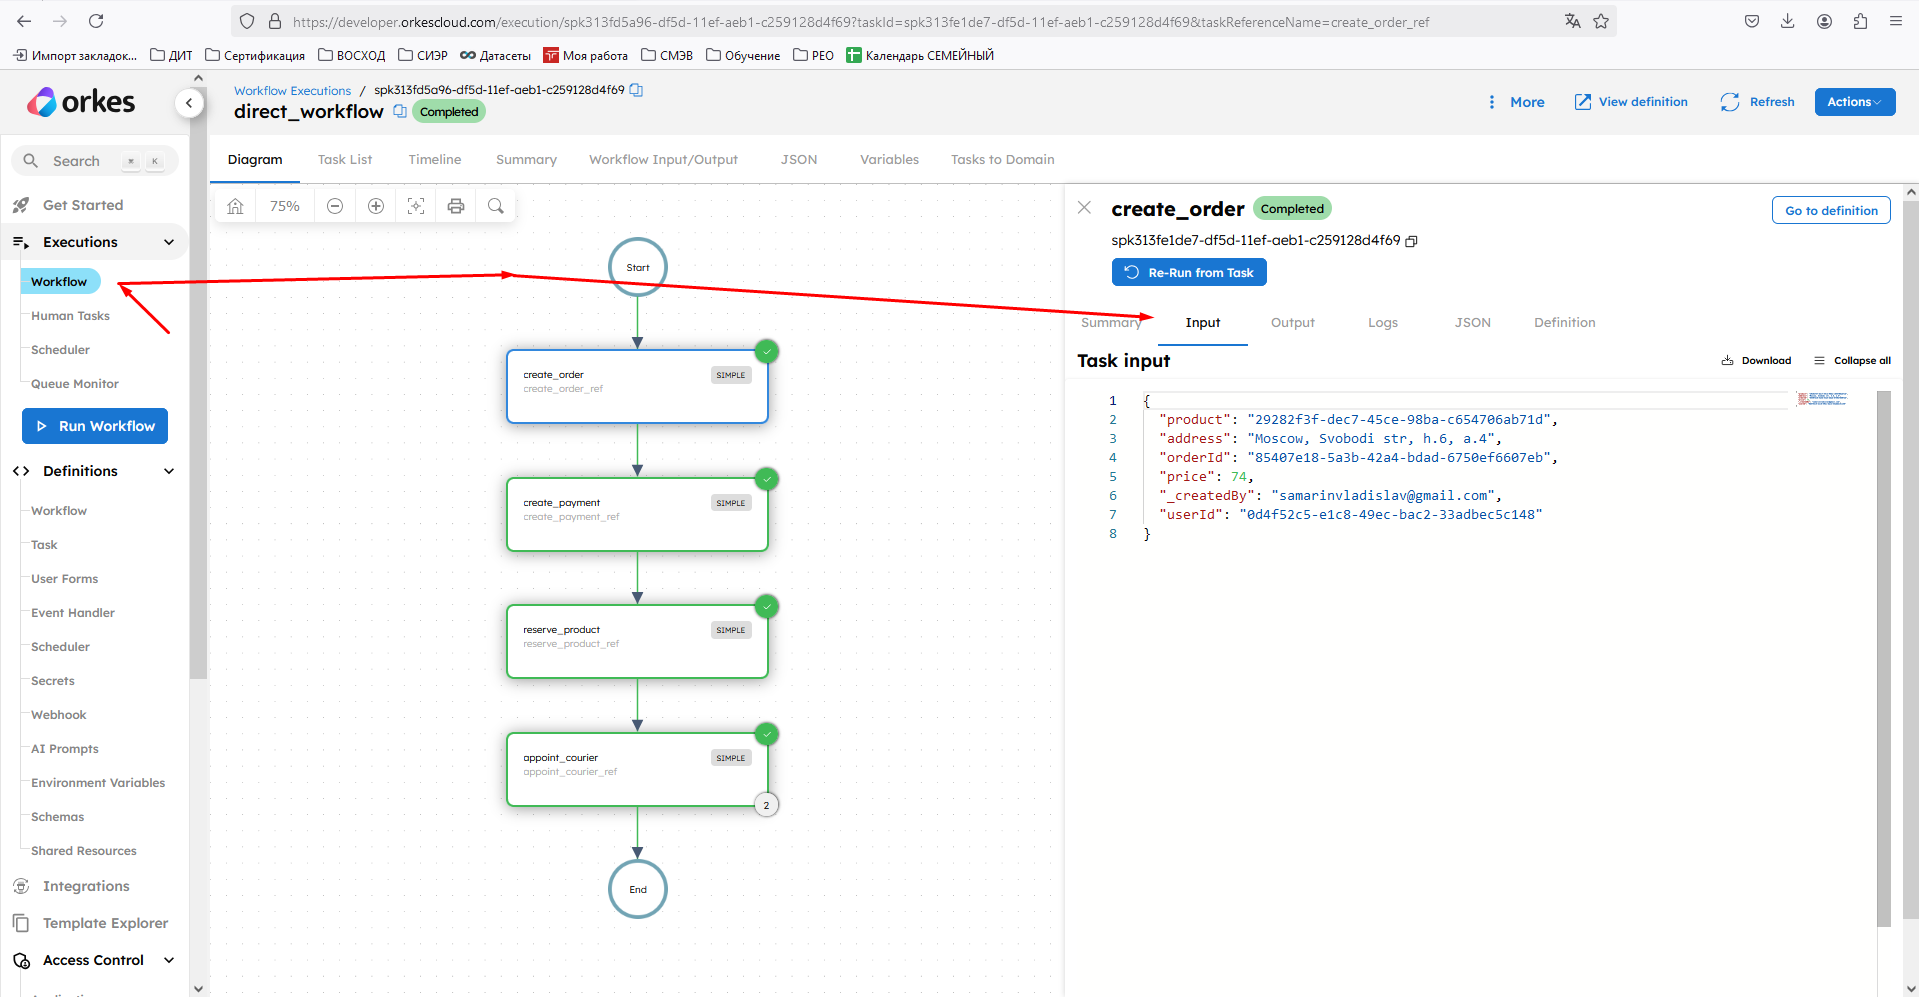 https://developer.orkescloud.com/execution/spk313fd5a96-df5d-11ef-aeb1-c259128d4f69?taskId=spk313fe1de7-df5d-11ef-aeb1-c259128d4f69&taskReferenceName=create_order_ref
Импорт закладок... ДИТ Сертификация ВОСХОД СИЭР Датасеты Моя работа СМЭВ Обучение РЕО Календарь СЕМЕЙНЫЙ
orkes
Workflow Executions / spk313fd5a96-df5d-11ef-aeb1-c259128d4f69
direct_workflow Completed
More View definition Refresh Actions
Search ⌘ K
Get Started
Executions
Workflow
Human Tasks
Scheduler
Queue Monitor
Run Workflow
Definitions
Workflow
Task
User Forms
Event Handler
Scheduler
Secrets
Webhook
AI Prompts
Environment Variables
Schemas
Shared Resources
Integrations
Template Explorer
Access Control
Diagram Task List Timeline Summary Workflow Input/Output JSON Variables Tasks to Domain
75%
Start
create_order SIMPLE
create_order_ref
create_payment SIMPLE
create_payment_ref
reserve_product SIMPLE
reserve_product_ref
appoint_courier SIMPLE
appoint_courier_ref
2
End
create_order Completed
Go to definition
spk313fe1de7-df5d-11ef-aeb1-c259128d4f69
Re-Run from Task
Summary Input Output Logs JSON Definition
Task input Download Collapse all
1 {
2 "product": "29282f3f-dec7-45ce-98ba-c654706ab71d",
3 "address": "Moscow, Svobodi str, h.6, a.4",
4 "orderId": "85407e18-5a3b-42a4-bdad-6750ef6607eb",
5 "price": 74,
6 "_createdBy": "samarinvladislav@gmail.com",
7 "userId": "0d4f52c5-e1c8-49ec-bac2-33adbec5c148"
8 }